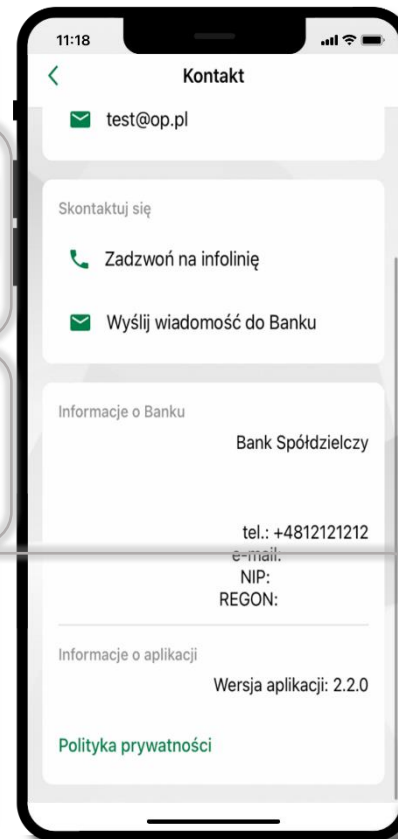 11:18
Kontakt
test@op.pl
Skontaktuj się
Zadzwoń na infolinię
Wyślij wiadomość do Banku
Informacje o Banku
Bank Spółdzielczy
tel.: +4812121212
e-mail:
NIP:
REGON:
Informacje o aplikacji
Wersja aplikacji: 2.2.0
Polityka prywatności